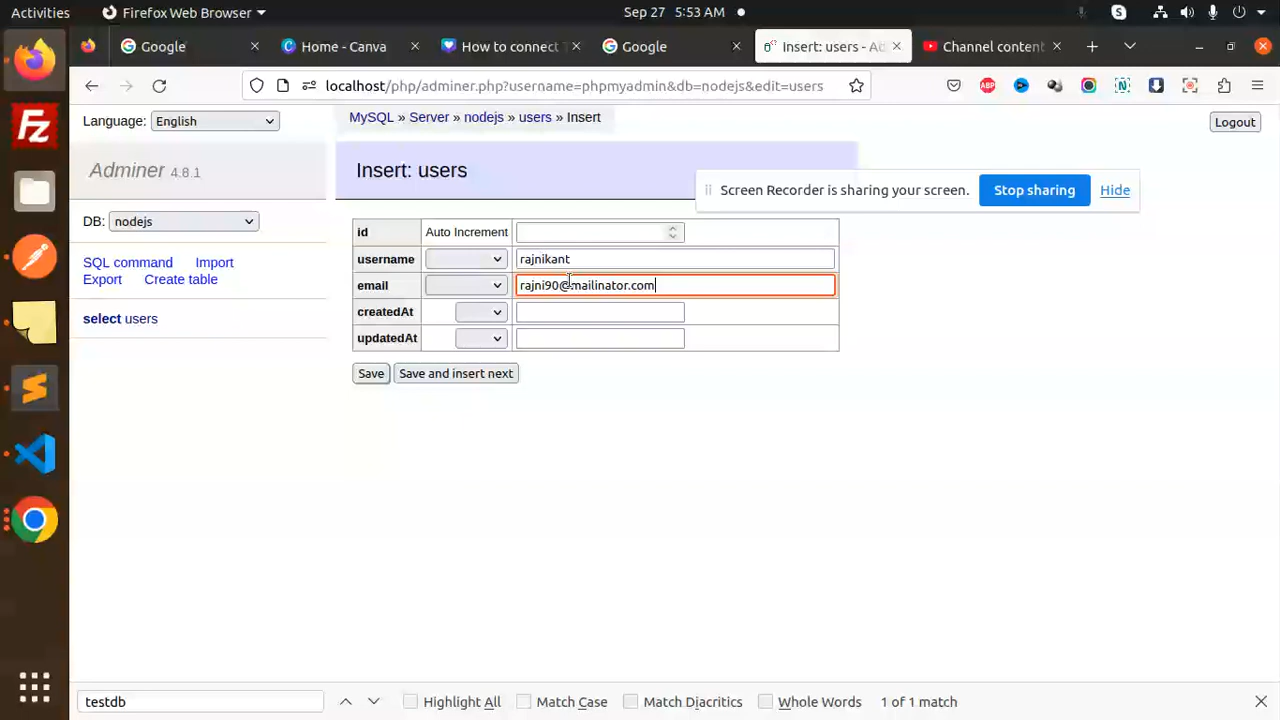 Activities Firefox Web Browser Sep 27 5:53 AM
Google Home - Canva How to connect Google Insert: users - Ad Channel content
localhost/php/adminer.php?username=phpmyadmin&db=nodejs&edit=users
Language: English MySQL » Server » nodejs » users » Insert Logout
Adminer 4.8.1 Insert: users
Screen Recorder is sharing your screen. Stop sharing Hide
DB: nodejs
SQL command Import
Export Create table
select users
id Auto Increment
username rajnikant
email rajni90@mailinator.com
createdAt
updatedAt
Save Save and insert next
testdb Highlight All Match Case Match Diacritics Whole Words 1 of 1 match